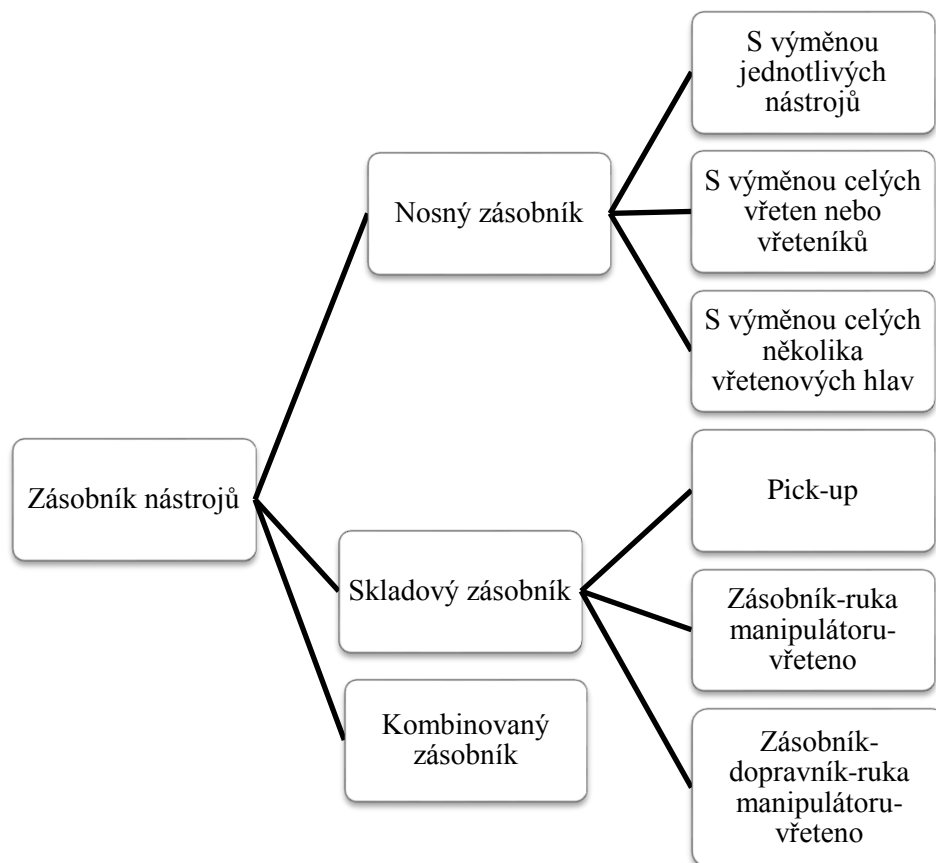 S výměnou
jednotlivých
nástrojů
Nosný zásobník
S výměnou celých
vřeten nebo
vřeteníků
S výměnou celých
několika
vřetenových hlav
Zásobník nástrojů
Pick-up
Skladový zásobník
Zásobník-ruka
manipulátoru-
vřeteno
Kombinovaný
zásobník
Zásobník-
dopravník-ruka
manipulátoru-
vřeteno